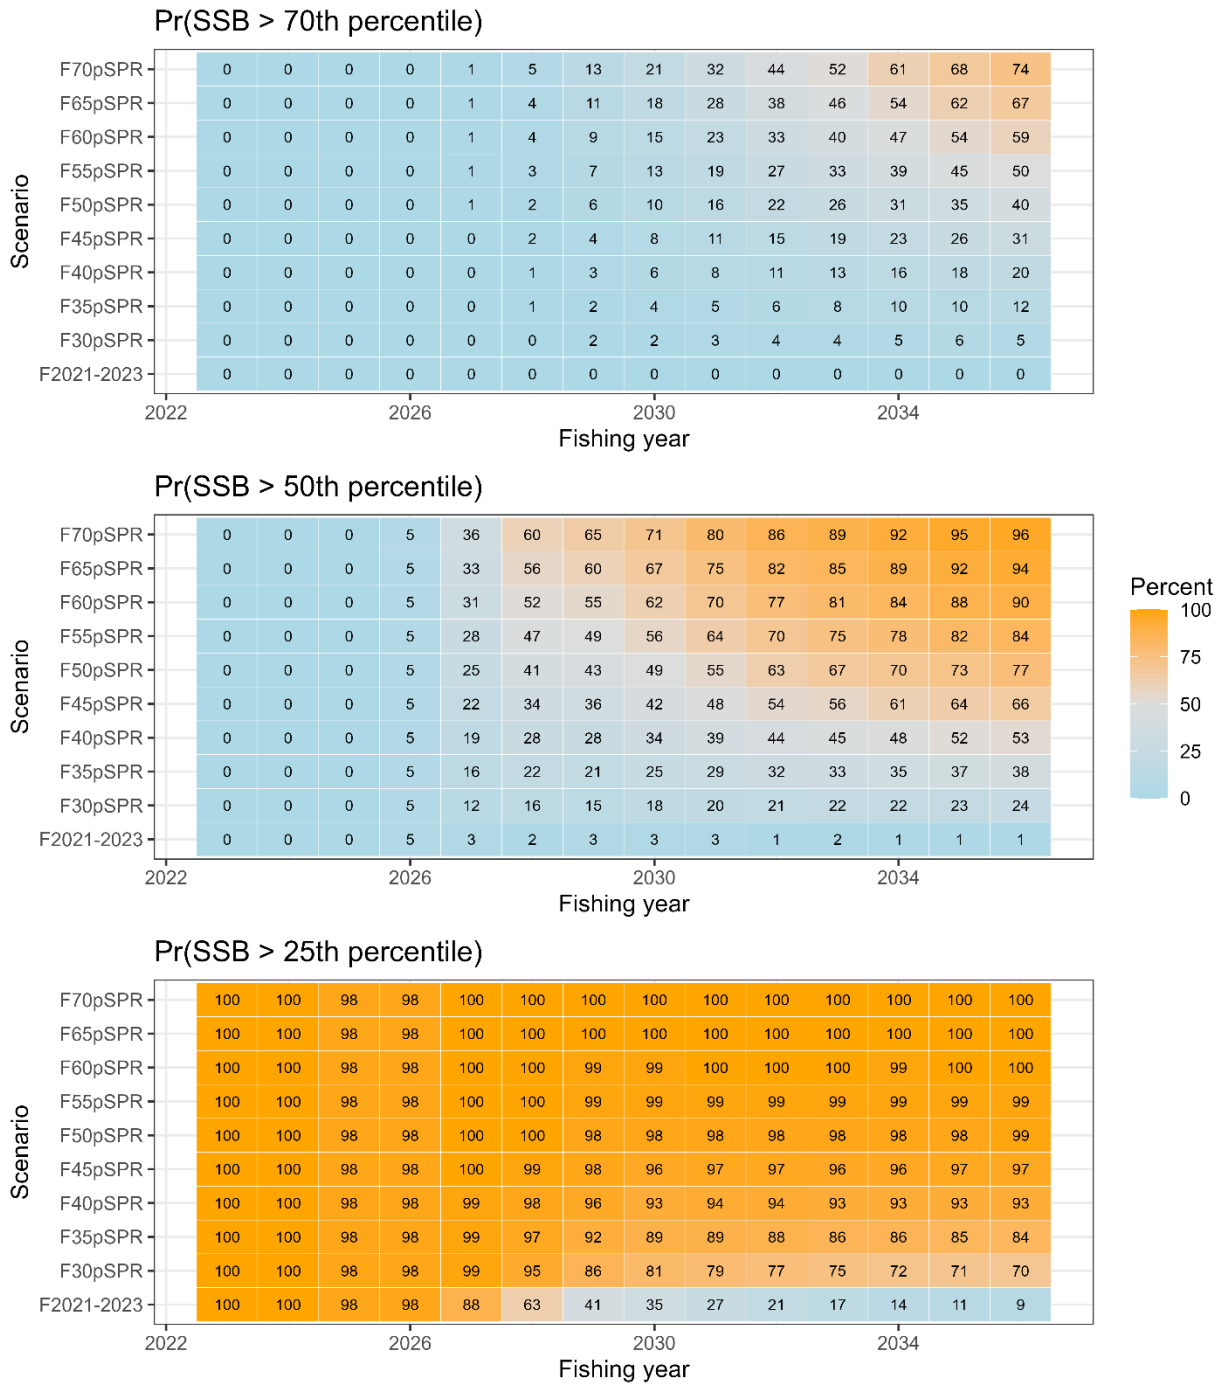 Pr(SSB > 70th percentile)
Scenario
F70pSPR 0 0 0 0 1 5 13 21 32 44 52 61 68 74
F65pSPR 0 0 0 0 1 4 11 18 28 38 46 54 62 67
F60pSPR 0 0 0 0 1 4 9 15 23 33 40 47 54 59
F55pSPR 0 0 0 0 1 3 7 13 19 27 33 39 45 50
F50pSPR 0 0 0 0 1 2 6 10 16 22 26 31 35 40
F45pSPR 0 0 0 0 0 2 4 8 11 15 19 23 26 31
F40pSPR 0 0 0 0 0 1 3 6 8 11 13 16 18 20
F35pSPR 0 0 0 0 0 1 2 4 5 6 8 10 10 12
F30pSPR 0 0 0 0 0 0 2 2 3 4 4 5 6 5
F2021-2023 0 0 0 0 0 0 0 0 0 0 0 0 0 0
2022 2026 2030 2034
Fishing year
Pr(SSB > 50th percentile)
Scenario
F70pSPR 0 0 0 5 36 60 65 71 80 86 89 92 95 96
F65pSPR 0 0 0 5 33 56 60 67 75 82 85 89 92 94
F60pSPR 0 0 0 5 31 52 55 62 70 77 81 84 88 90
F55pSPR 0 0 0 5 28 47 49 56 64 70 75 78 82 84
F50pSPR 0 0 0 5 25 41 43 49 55 63 67 70 73 77
F45pSPR 0 0 0 5 22 34 36 42 48 54 56 61 64 66
F40pSPR 0 0 0 5 19 28 28 34 39 44 45 48 52 53
F35pSPR 0 0 0 5 16 22 21 25 29 32 33 35 37 38
F30pSPR 0 0 0 5 12 16 15 18 20 21 22 22 23 24
F2021-2023 0 0 0 5 3 2 3 3 3 1 2 1 1 1
2022 2026 2030 2034
Fishing year
Percent
100
75
50
25
0
Pr(SSB > 25th percentile)
Scenario
F70pSPR 100 100 98 98 100 100 100 100 100 100 100 100 100 100
F65pSPR 100 100 98 98 100 100 100 100 100 100 100 100 100 100
F60pSPR 100 100 98 98 100 100 99 99 100 100 100 99 100 100
F55pSPR 100 100 98 98 100 100 99 99 99 99 99 99 99 99
F50pSPR 100 100 98 98 100 100 98 98 98 98 98 98 98 99
F45pSPR 100 100 98 98 100 99 98 96 97 97 96 96 97 97
F40pSPR 100 100 98 98 99 98 96 93 94 94 93 93 93 93
F35pSPR 100 100 98 98 99 97 92 89 89 88 86 86 85 84
F30pSPR 100 100 98 98 99 95 86 81 79 77 75 72 71 70
F2021-2023 100 100 98 98 88 63 41 35 27 21 17 14 11 9
2022 2026 2030 2034
Fishing year